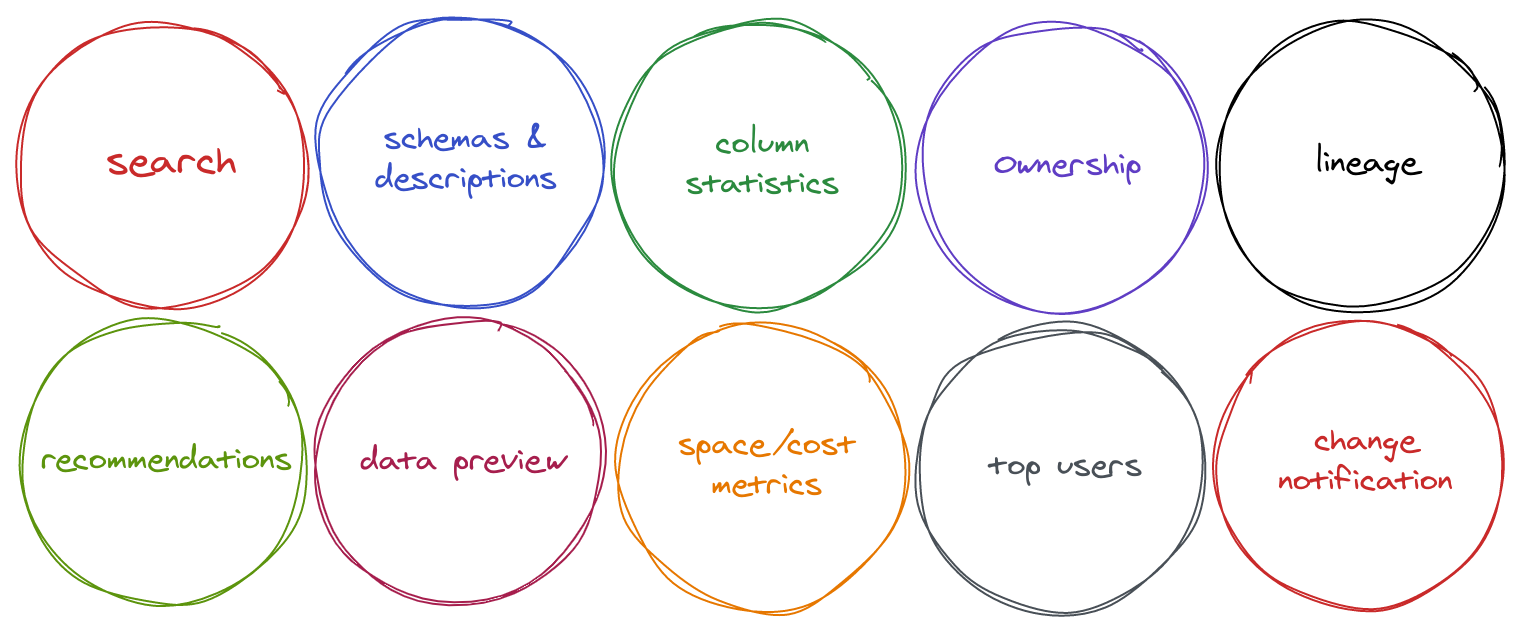 search
schemas &
descriptions
column
statistics
ownership
lineage
recommendations
data preview
space/cost
metrics
top users
change
notification